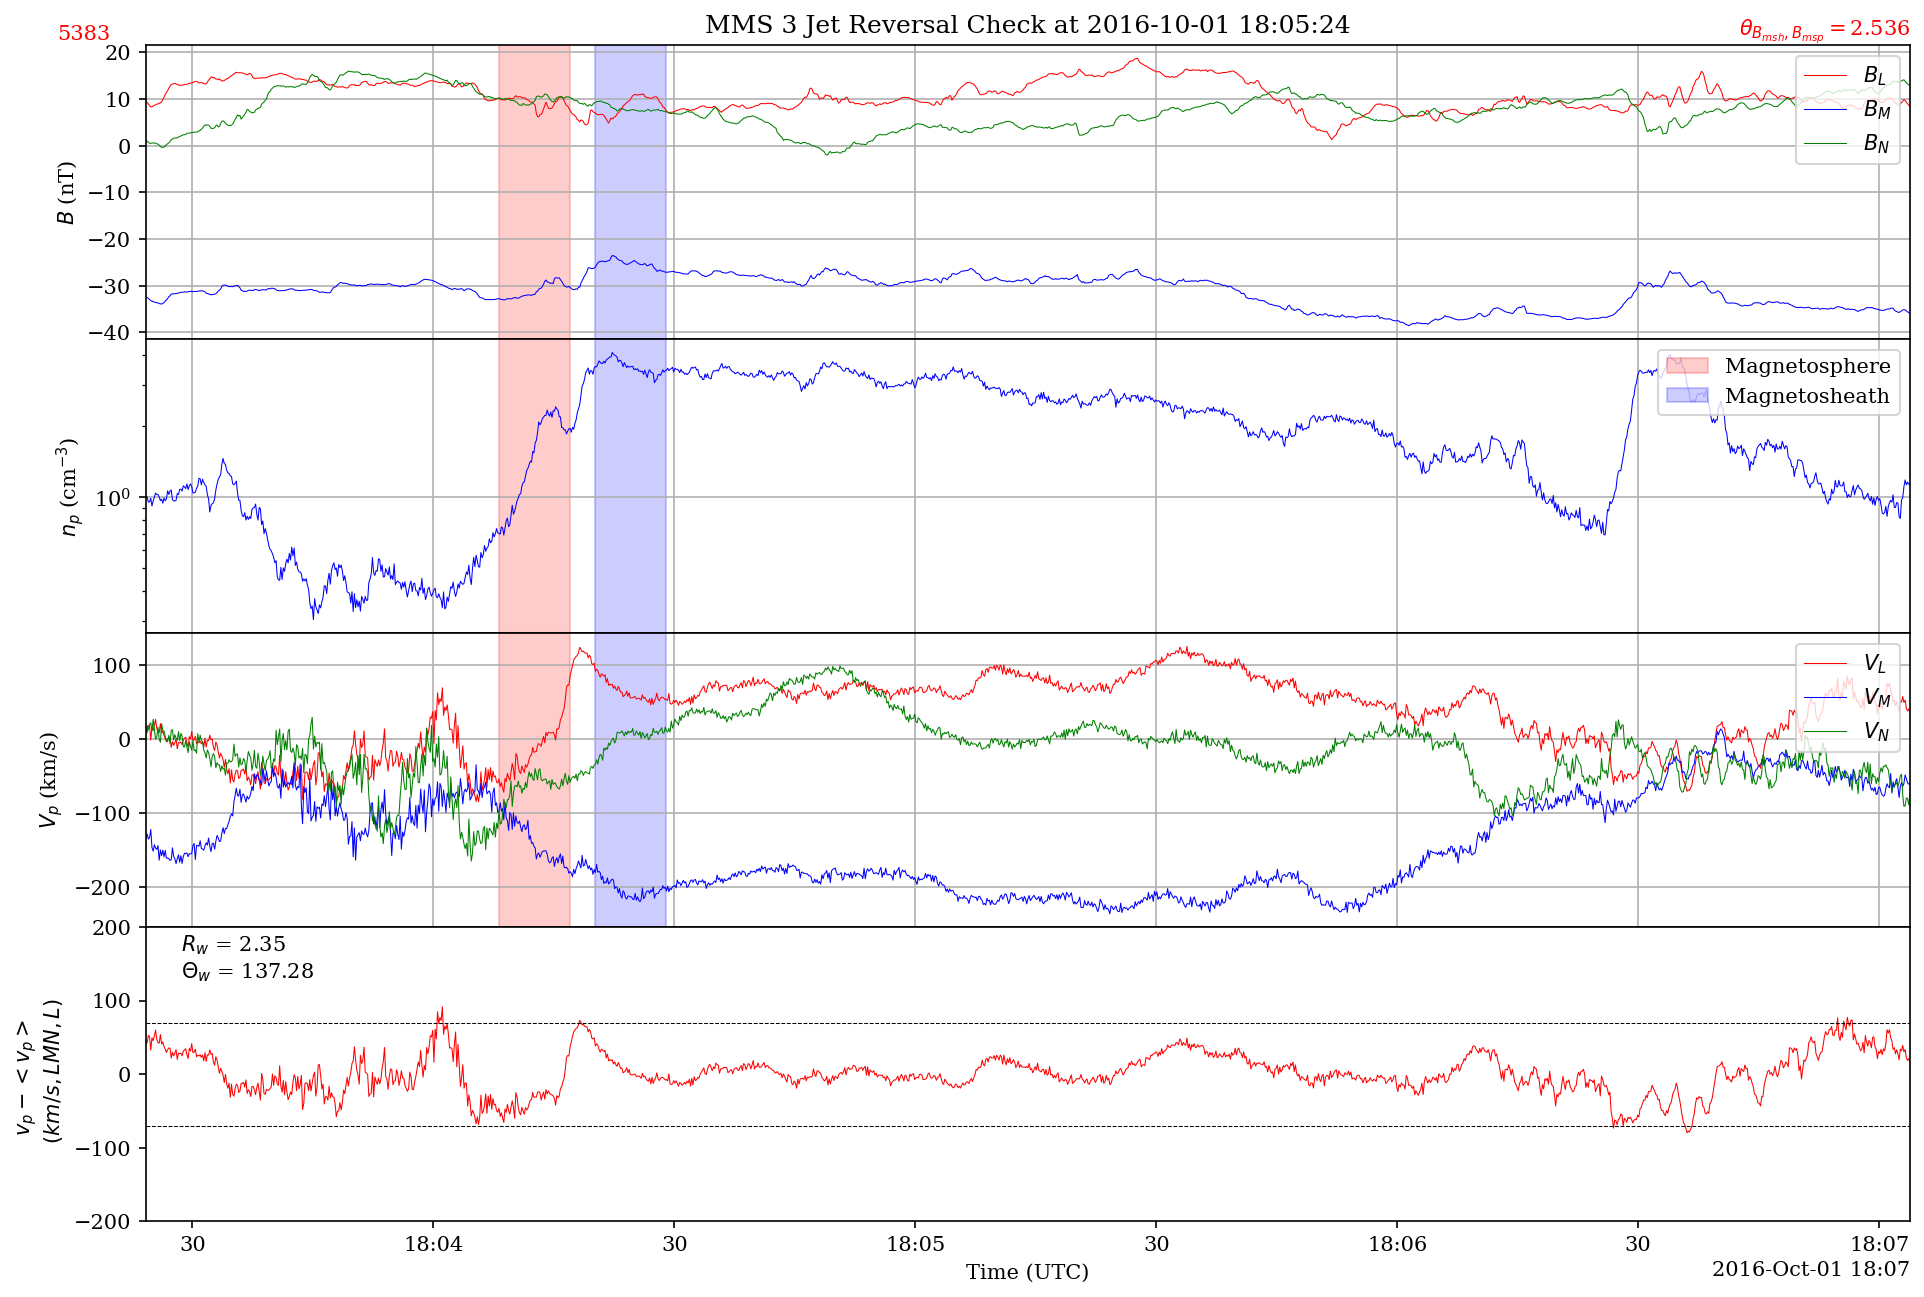 5383
MMS 3 Jet Reversal Check at 2016-10-01 18:05:24
θ_{B_{msh}, B_{msp}} = 2.536
20
10
0
−10
−20
−30
−40
B (nT)
B_L
B_M
B_N
10^0
n_p (cm^{−3})
Magnetosphere
Magnetosheath
100
0
−100
−200
V_p (km/s)
V_L
V_M
V_N
200
100
0
−100
−200
v_p − < v_p >
(km/s, LMN, L)
R_w = 2.35
Θ_w = 137.28
30
18:04
30
18:05
30
18:06
30
18:07
Time (UTC)
2016-Oct-01 18:07